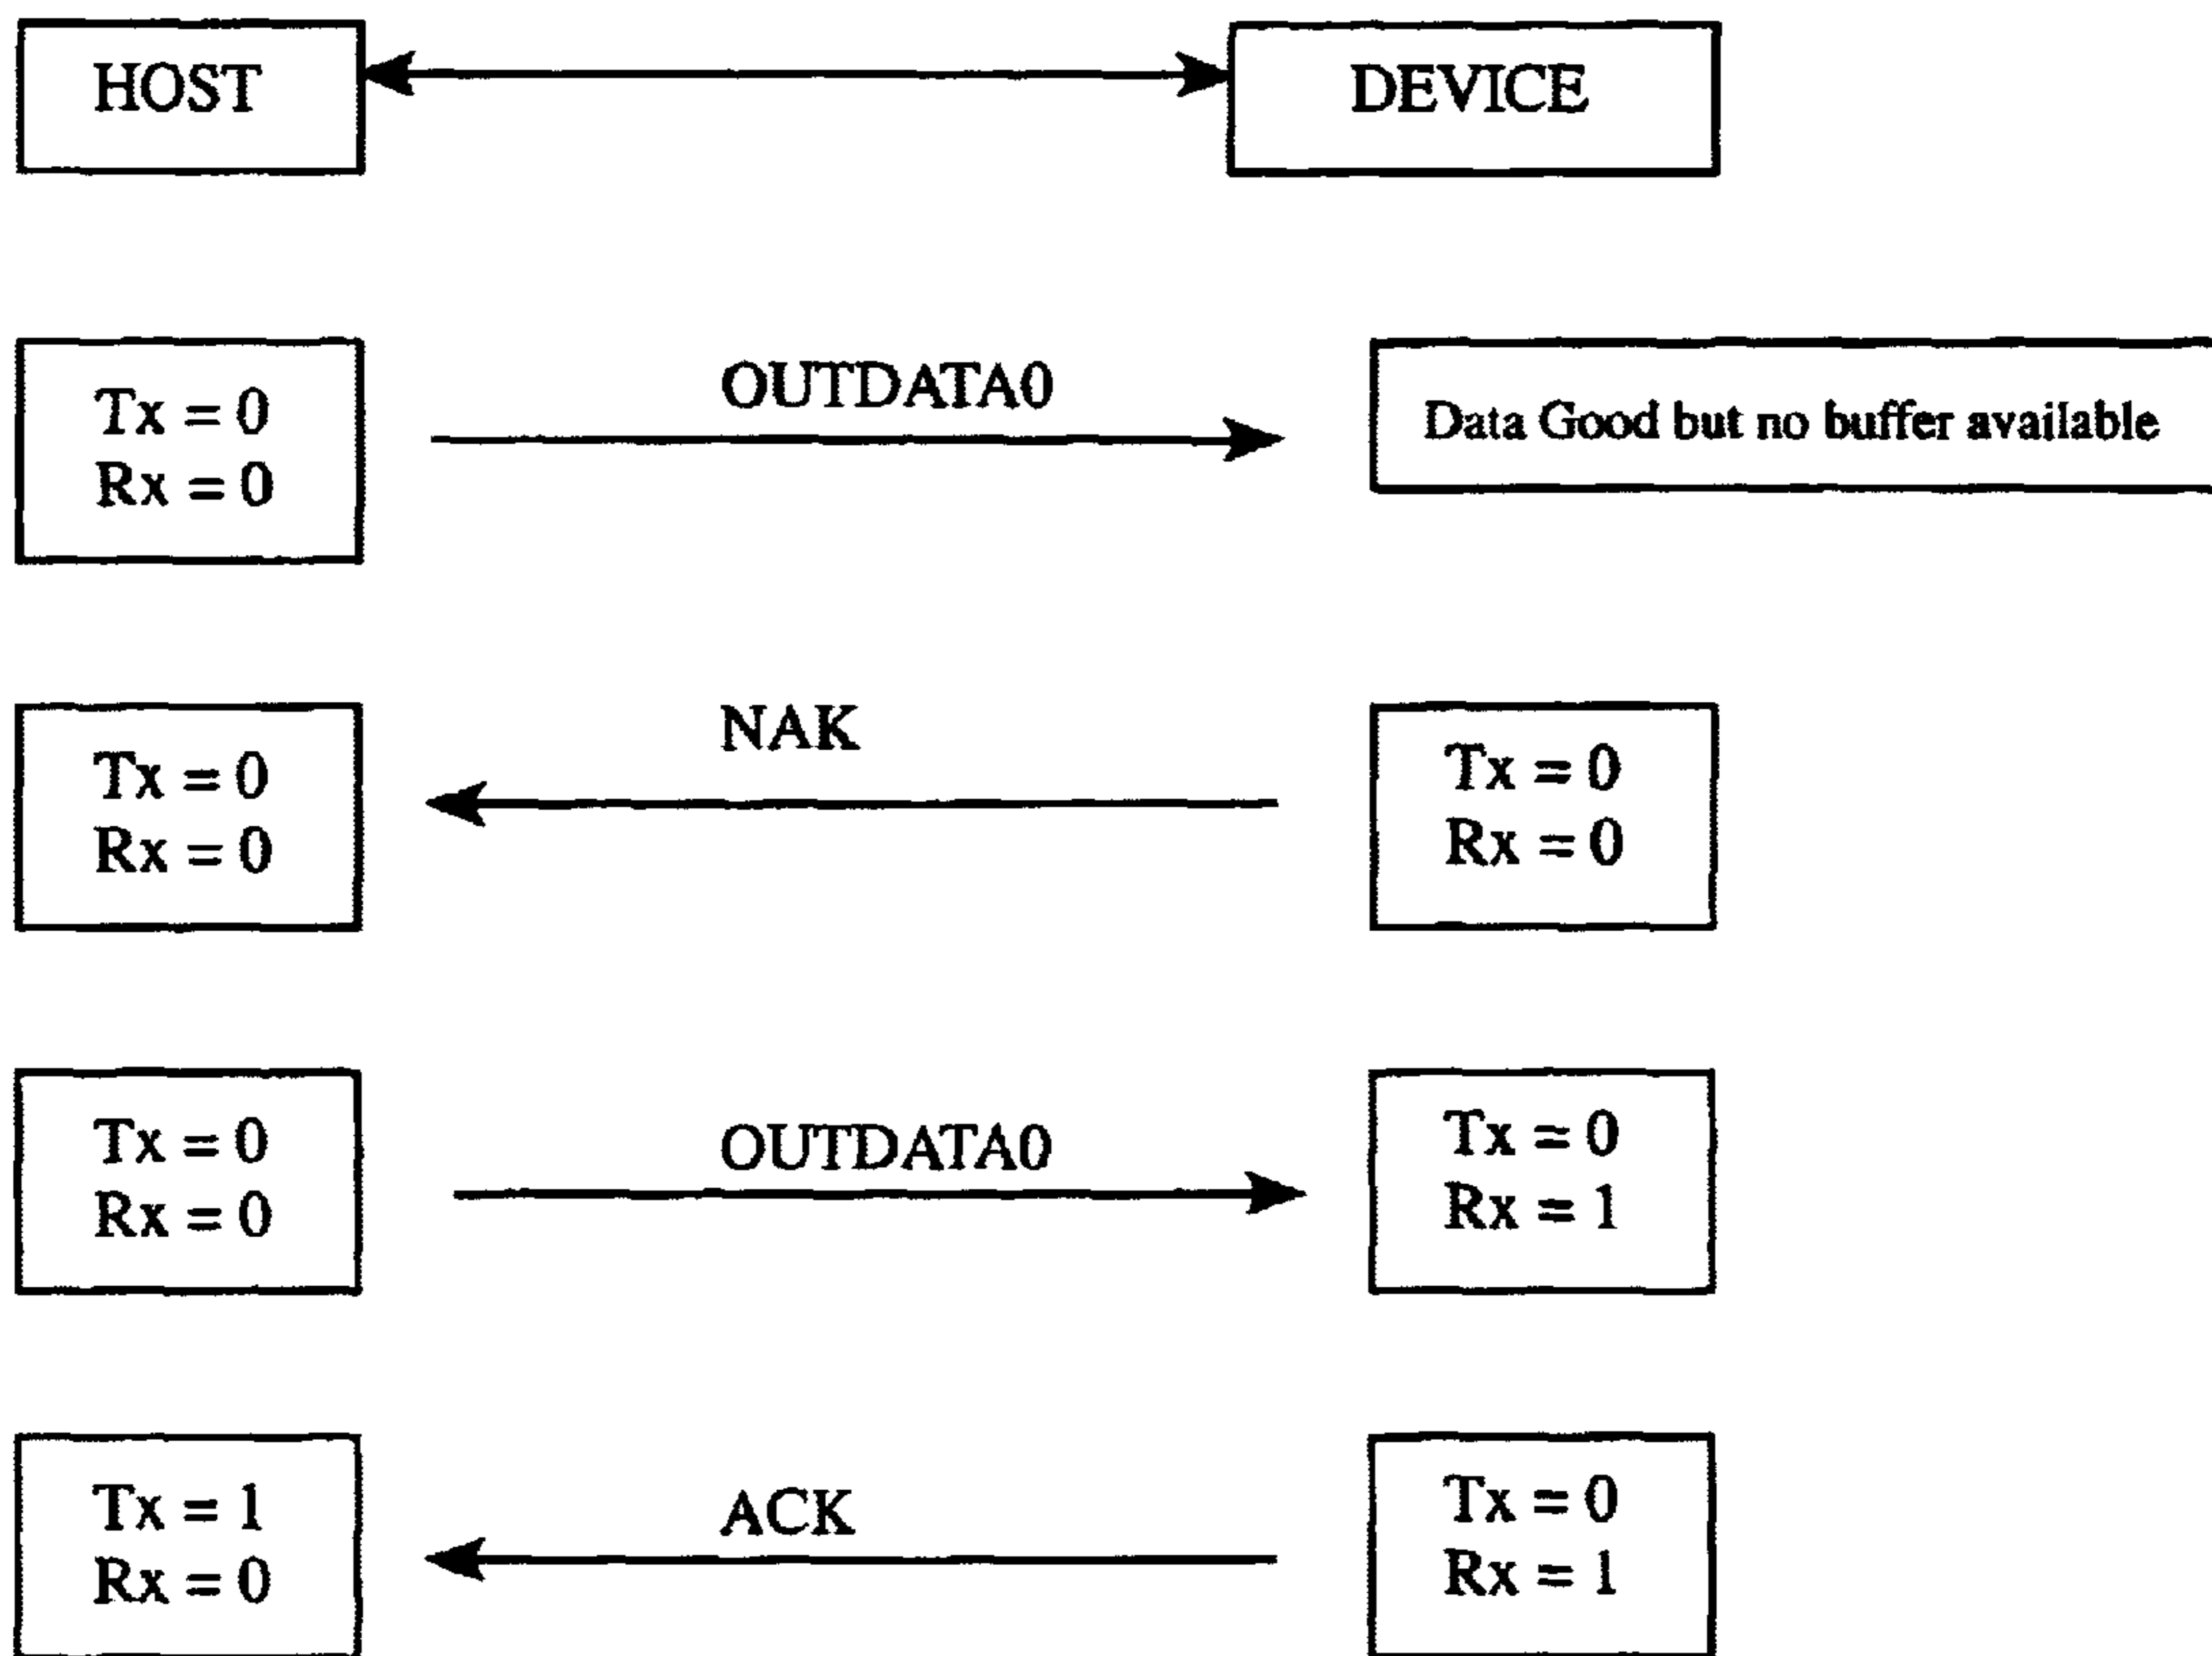 HOST
DEVICE
Tx = 0
Rx = 0
OUTDATA0
Data Good but no buffer available
Tx = 0
Rx = 0
NAK
Tx = 0
Rx = 0
Tx = 0
Rx = 0
OUTDATA0
Tx = 0
Rx = 1
Tx = 1
Rx = 0
ACK
Tx = 0
Rx = 1